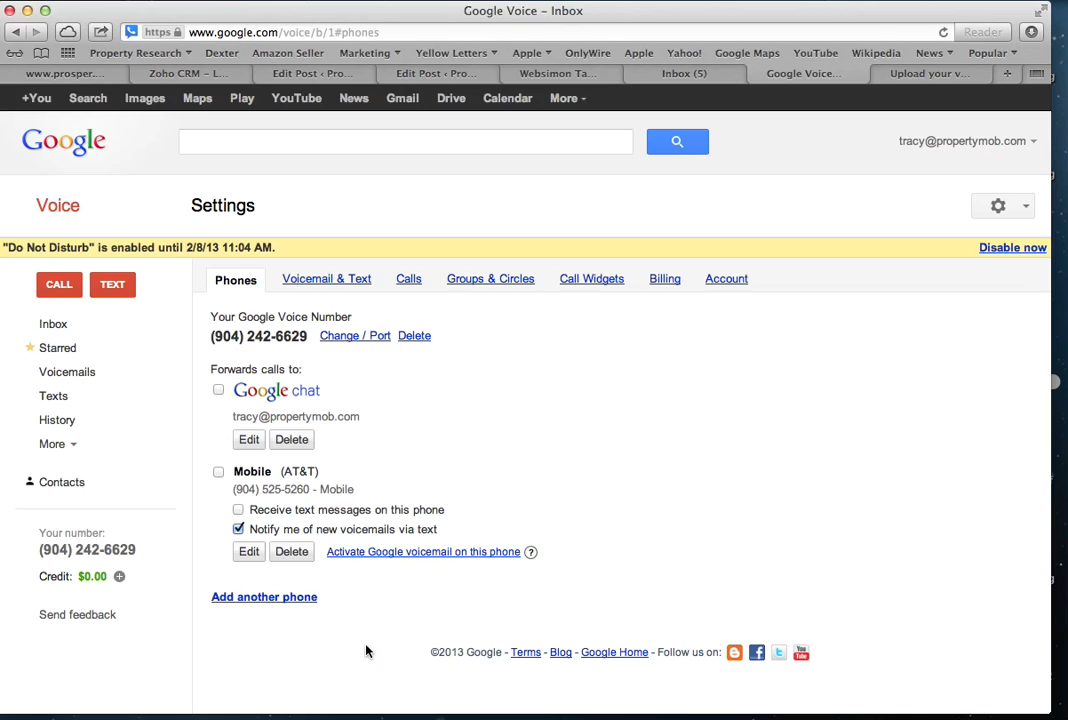 Google Voice – Inbox
https www.google.com/voice/b/1#phones Reader
Property Research Dexter Amazon Seller Marketing Yellow Letters Apple OnlyWire Apple Yahoo! Google Maps YouTube Wikipedia News Popular
www.prosper.... Zoho CRM – L... Edit Post ‹ Pro... Edit Post ‹ Pro... Websimon Ta... Inbox (5) Google Voice... Upload your v... +
+You Search Images Maps Play YouTube News Gmail Drive Calendar More
Google tracy@propertymob.com
Voice Settings
"Do Not Disturb" is enabled until 2/8/13 11:04 AM. Disable now
CALL TEXT
Phones Voicemail & Text Calls Groups & Circles Call Widgets Billing Account
Inbox
Starred
Voicemails
Texts
History
More
Contacts
Your number:
(904) 242-6629
Credit: $0.00
Send feedback
Your Google Voice Number
(904) 242-6629 Change / Port Delete
Forwards calls to:
Google chat
tracy@propertymob.com
Edit Delete
Mobile (AT&T)
(904) 525-5260 - Mobile
Receive text messages on this phone
Notify me of new voicemails via text
Edit Delete Activate Google voicemail on this phone ?
Add another phone
©2013 Google - Terms - Blog - Google Home - Follow us on: You Tube